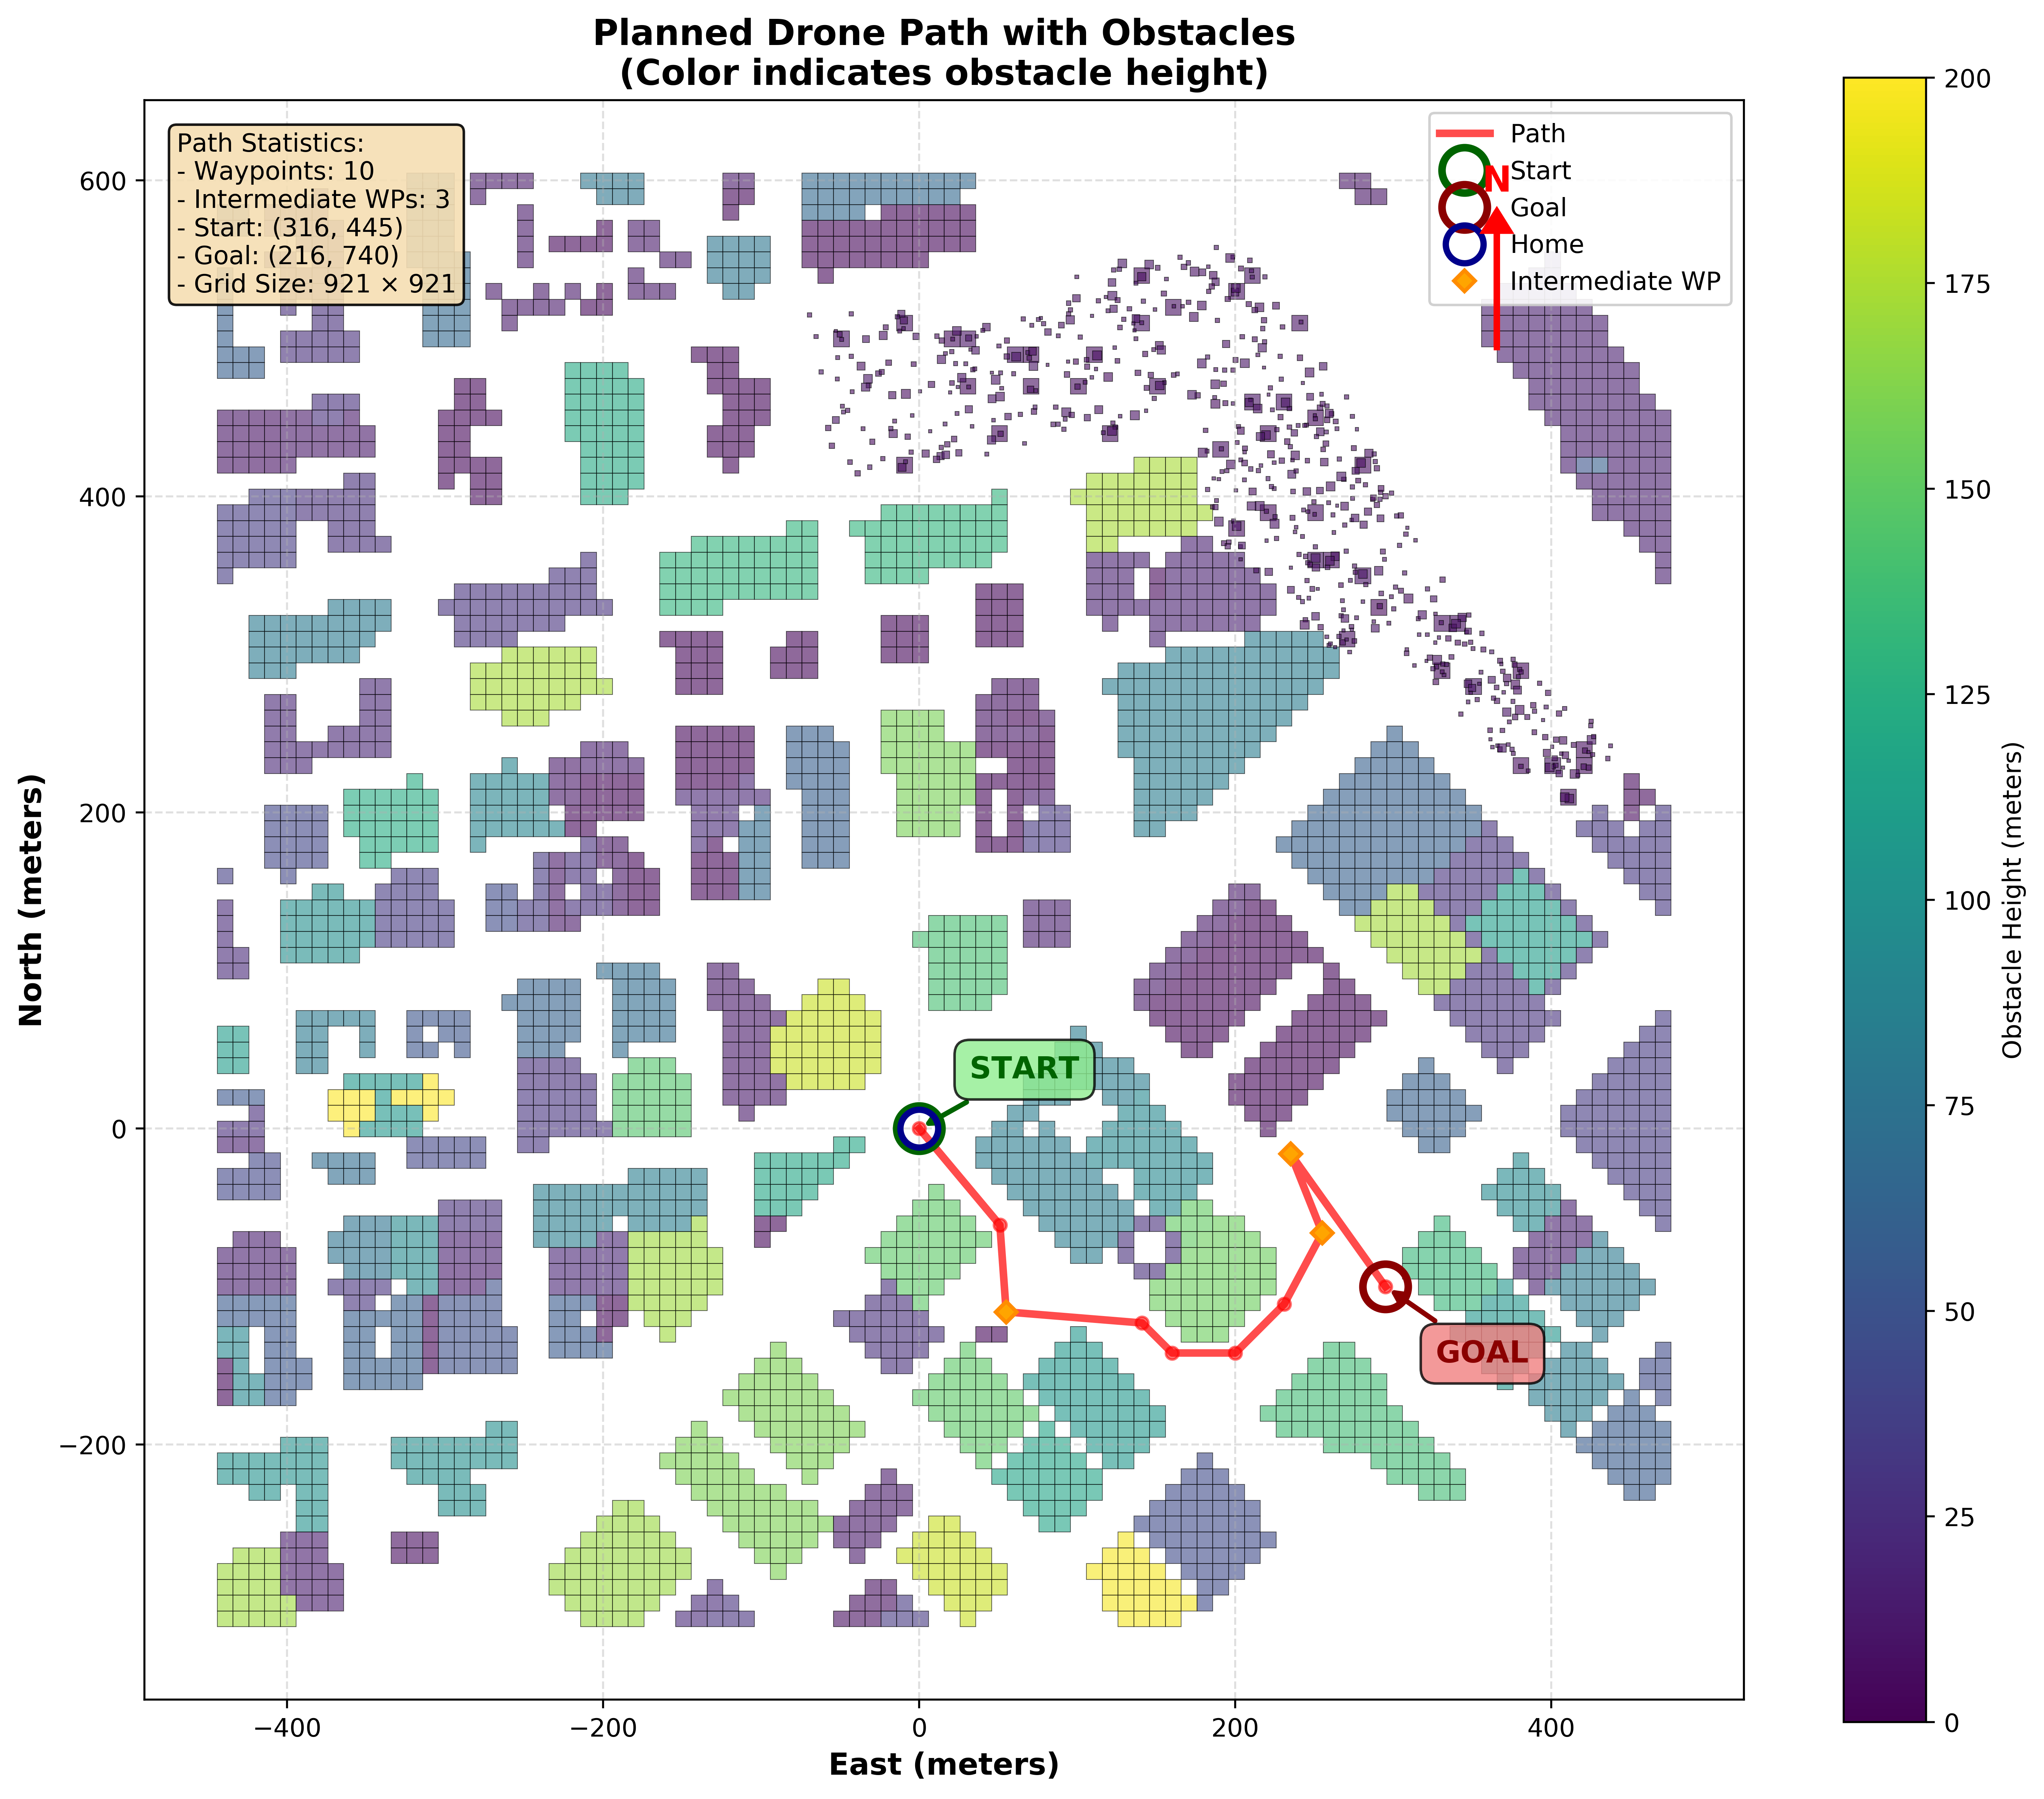 Planned Drone Path with Obstacles
(Color indicates obstacle height)
Path Statistics:
- Waypoints: 10
- Intermediate WPs: 3
- Start: (316, 445)
- Goal: (216, 740)
- Grid Size: 921 × 921
Path
Start
Goal
Home
Intermediate WP
N
START
GOAL
600
400
200
0
−200
North (meters)
−400
−200
0
200
400
East (meters)
200
175
150
125
100
75
50
25
0
Obstacle Height (meters)